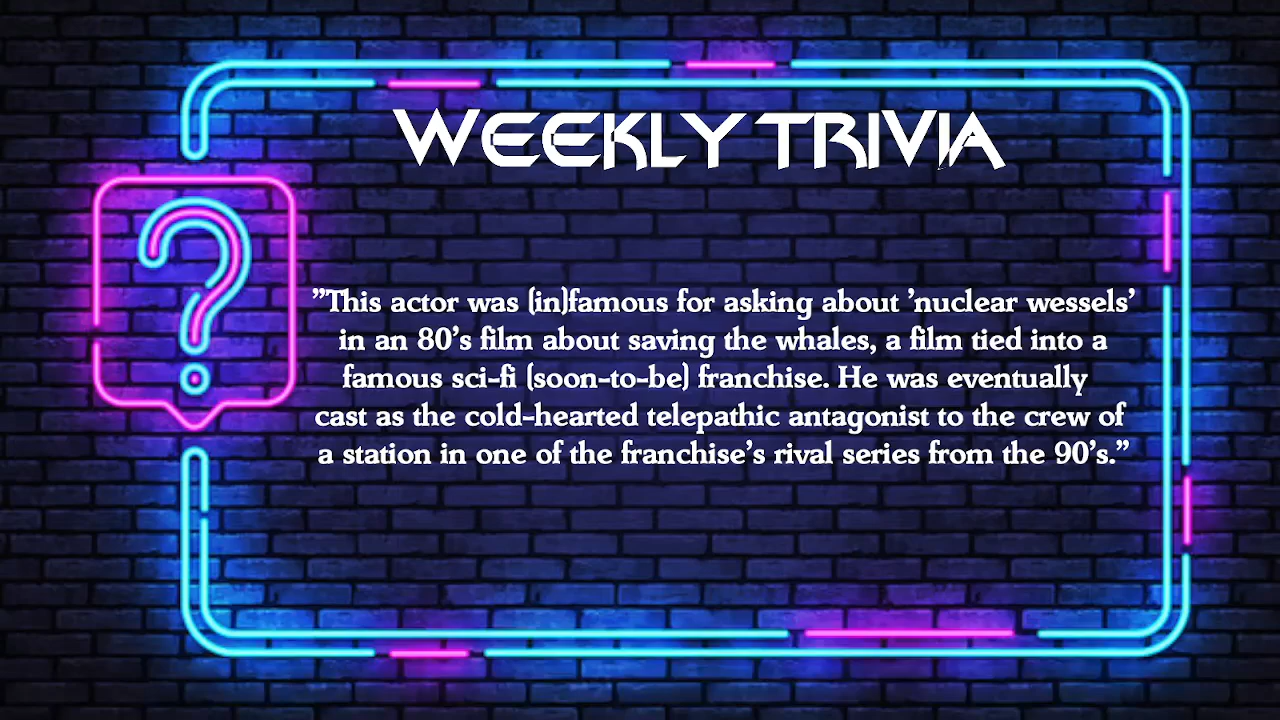 WEEKLY TRIVIA
?
"This actor was (in)famous for asking about 'nuclear wessels'
in an 80's film about saving the whales, a film tied into a
famous sci-fi (soon-to-be) franchise. He was eventually
cast as the cold-hearted telepathic antagonist to the crew of
a station in one of the franchise's rival series from the 90's."